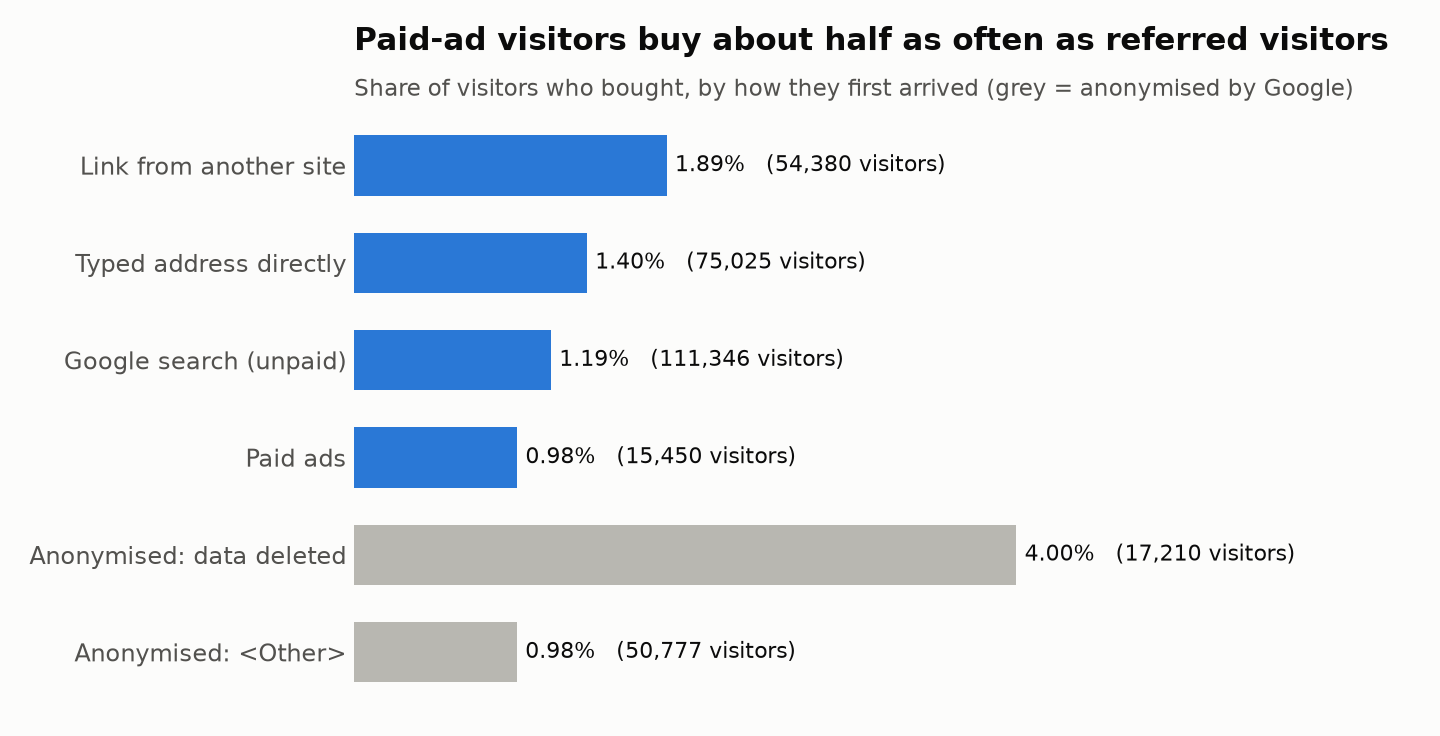 Paid-ad visitors buy about half as often as referred visitors
Share of visitors who bought, by how they first arrived (grey = anonymised by Google)
Link from another site 1.89% (54,380 visitors)
Typed address directly 1.40% (75,025 visitors)
Google search (unpaid) 1.19% (111,346 visitors)
Paid ads 0.98% (15,450 visitors)
Anonymised: data deleted 4.00% (17,210 visitors)
Anonymised: <Other> 0.98% (50,777 visitors)